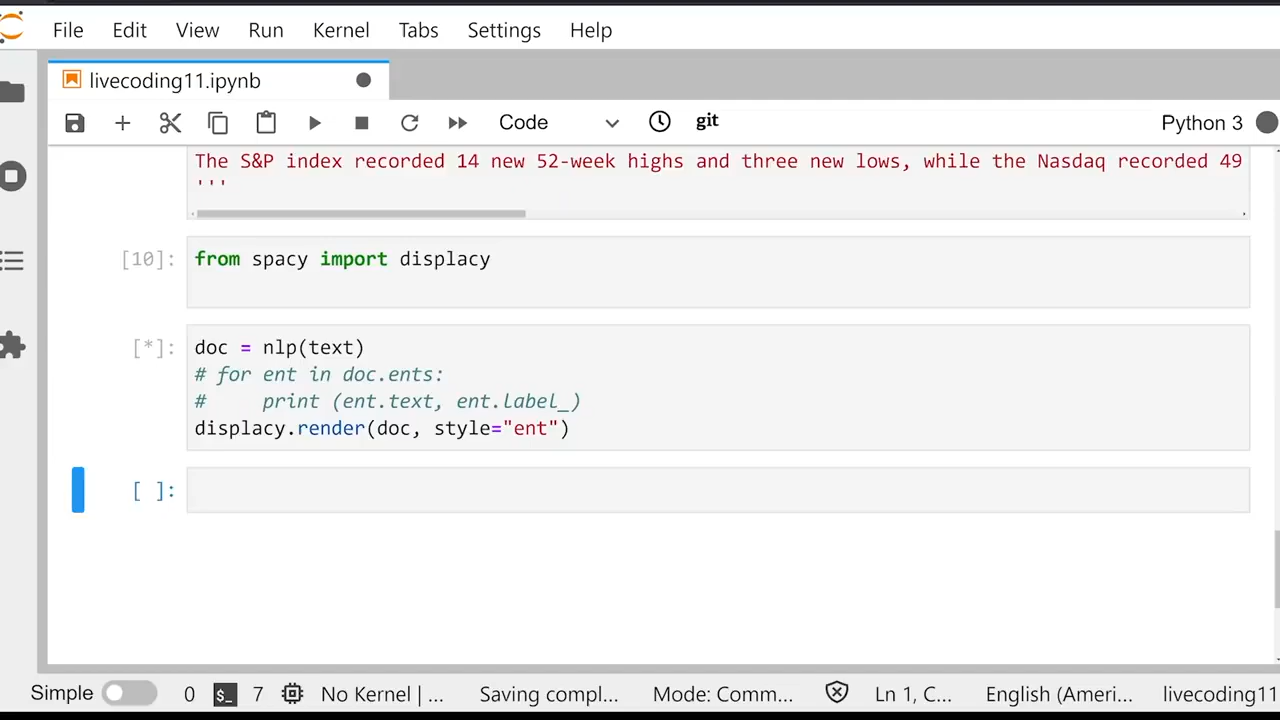 File Edit View Run Kernel Tabs Settings Help
livecoding11.ipynb
Code git Python 3
The S&P index recorded 14 new 52-week highs and three new lows, while the Nasdaq recorded 49
'''
[10]: from spacy import displacy
[*]: doc = nlp(text)
# for ent in doc.ents:
#     print (ent.text, ent.label_)
displacy.render(doc, style="ent")
[ ]:
Simple 0 $_ 7 No Kernel | ... Saving compl... Mode: Comm... Ln 1, C... English (Ameri... livecoding11